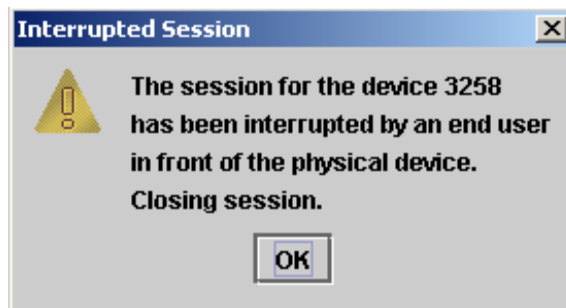 Interrupted Session
The session for the device 3258
has been interrupted by an end user
in front of the physical device.
Closing session.
OK